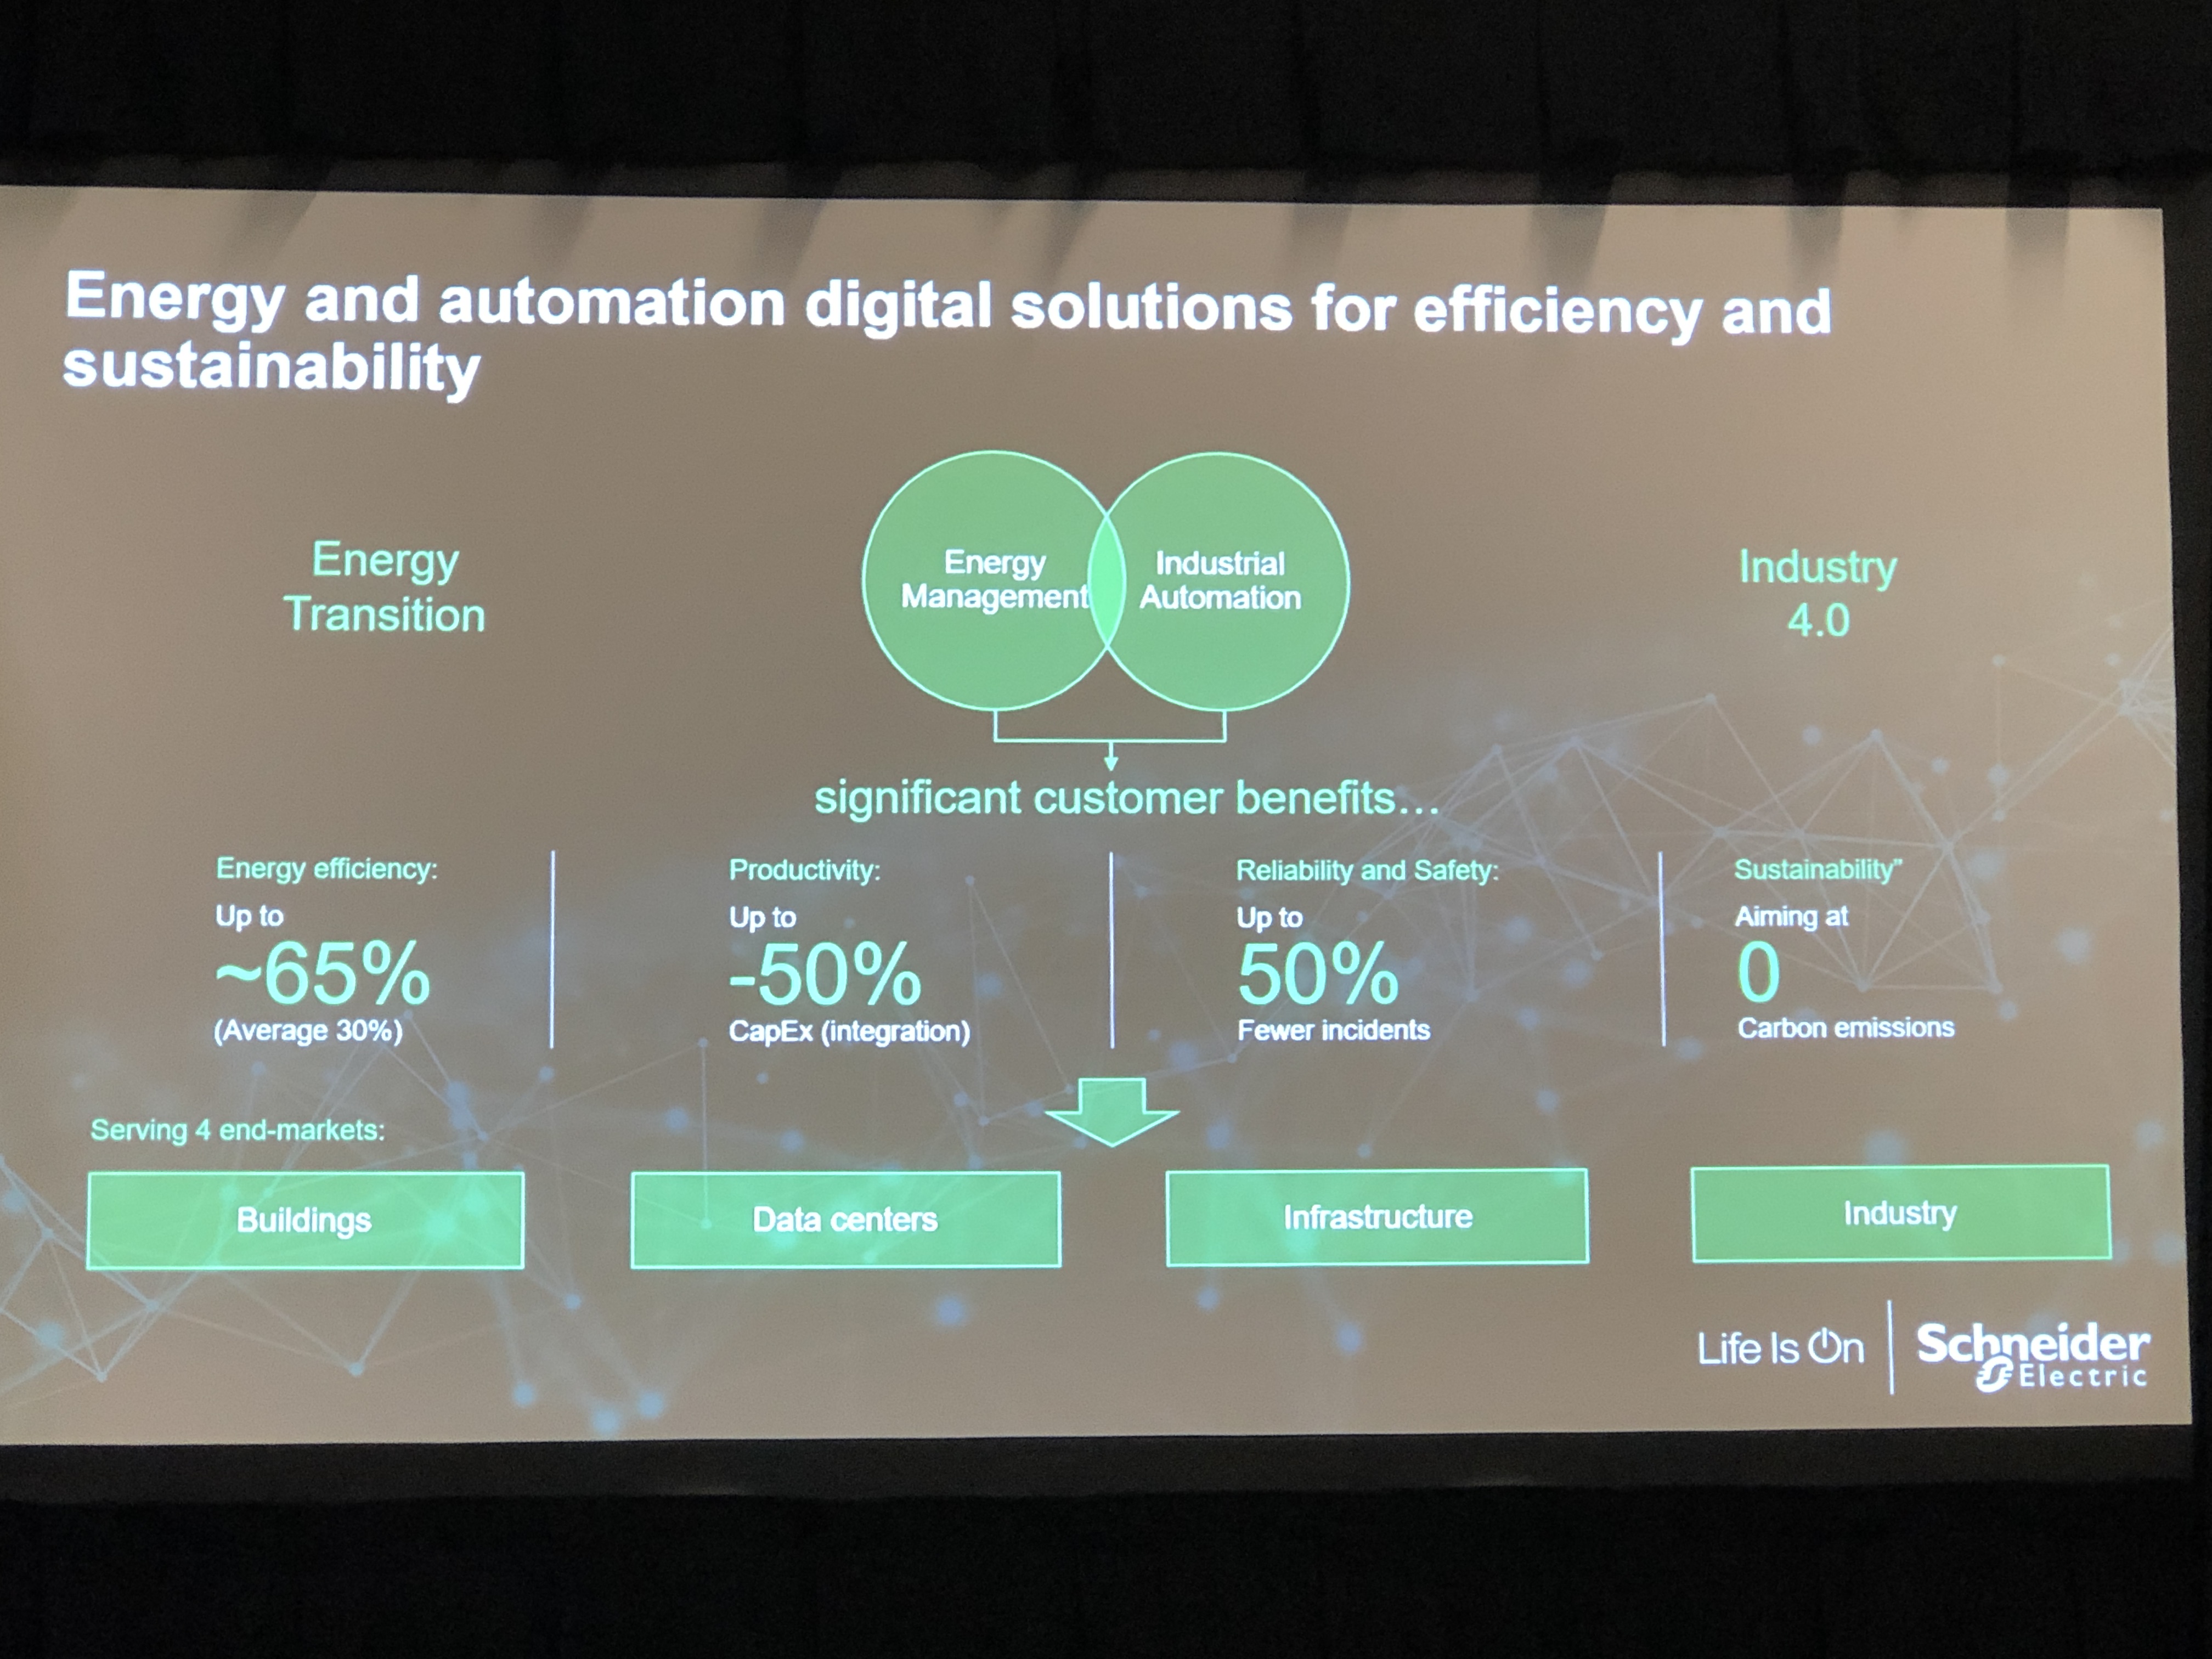 Energy and automation digital solutions for efficiency and
sustainability
Energy
Transition
Energy
Management
Industrial
Automation
Industry
4.0
significant customer benefits…
Energy efficiency:
Up to
~65%
(Average 30%)
Productivity:
Up to
-50%
CapEx (integration)
Reliability and Safety:
Up to
50%
Fewer incidents
Sustainability”
Aiming at
0
Carbon emissions
Serving 4 end-markets:
Buildings
Data centers
Infrastructure
Industry
Life Is On
Schneider
Electric